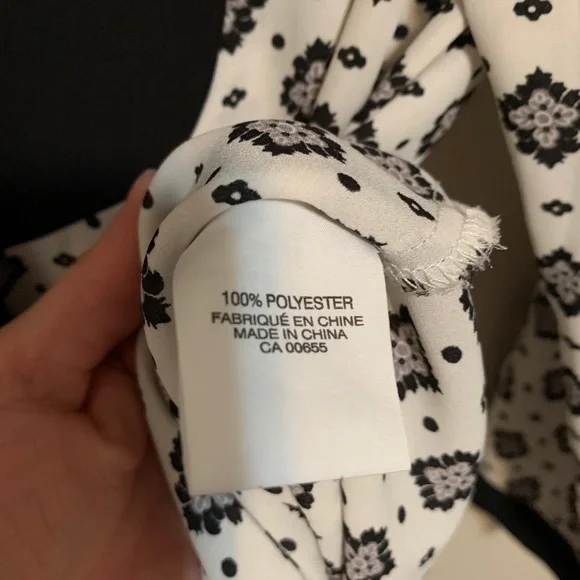 100% POLYESTER
FABRIQUÉ EN CHINE
MADE IN CHINA
CA 00655